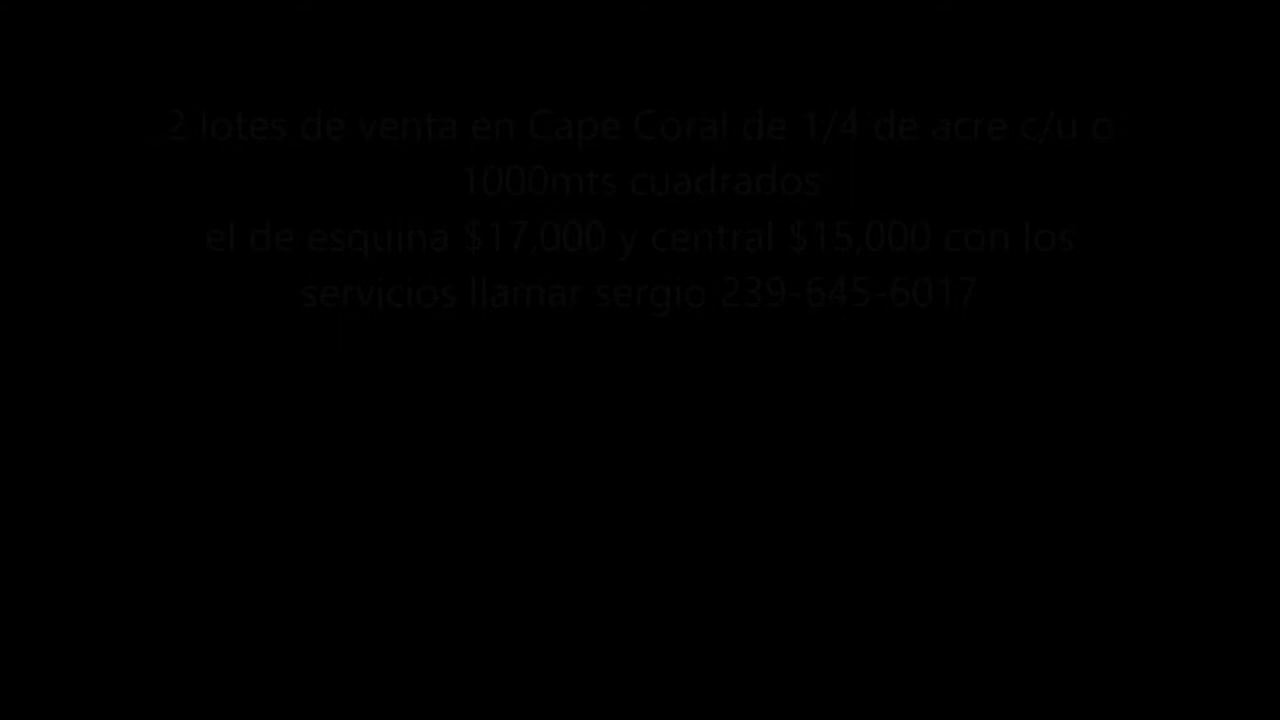 2 lotes de venta en Cape Coral de 1/4 de acre c/u o
1000mts cuadrados
el de esquina $17,000 y central $15,000 con los
servicios llamar sergio 239-645-6017